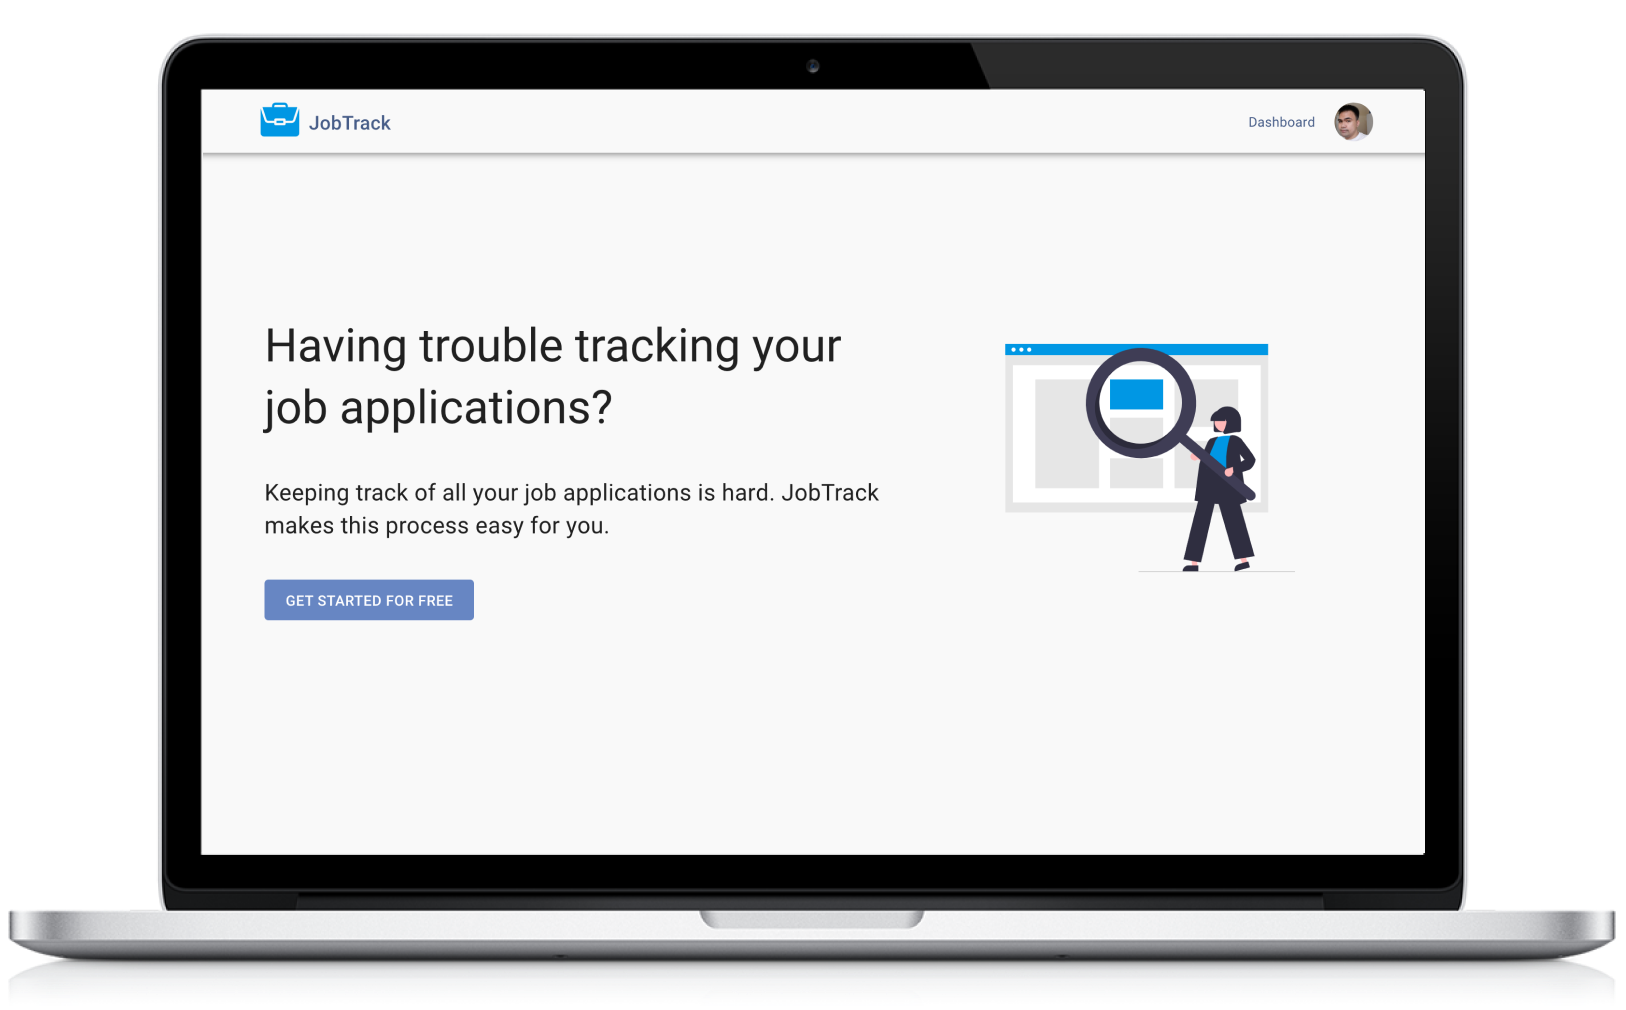 JobTrack
Dashboard
Having trouble tracking your
job applications?
Keeping track of all your job applications is hard. JobTrack
makes this process easy for you.
GET STARTED FOR FREE